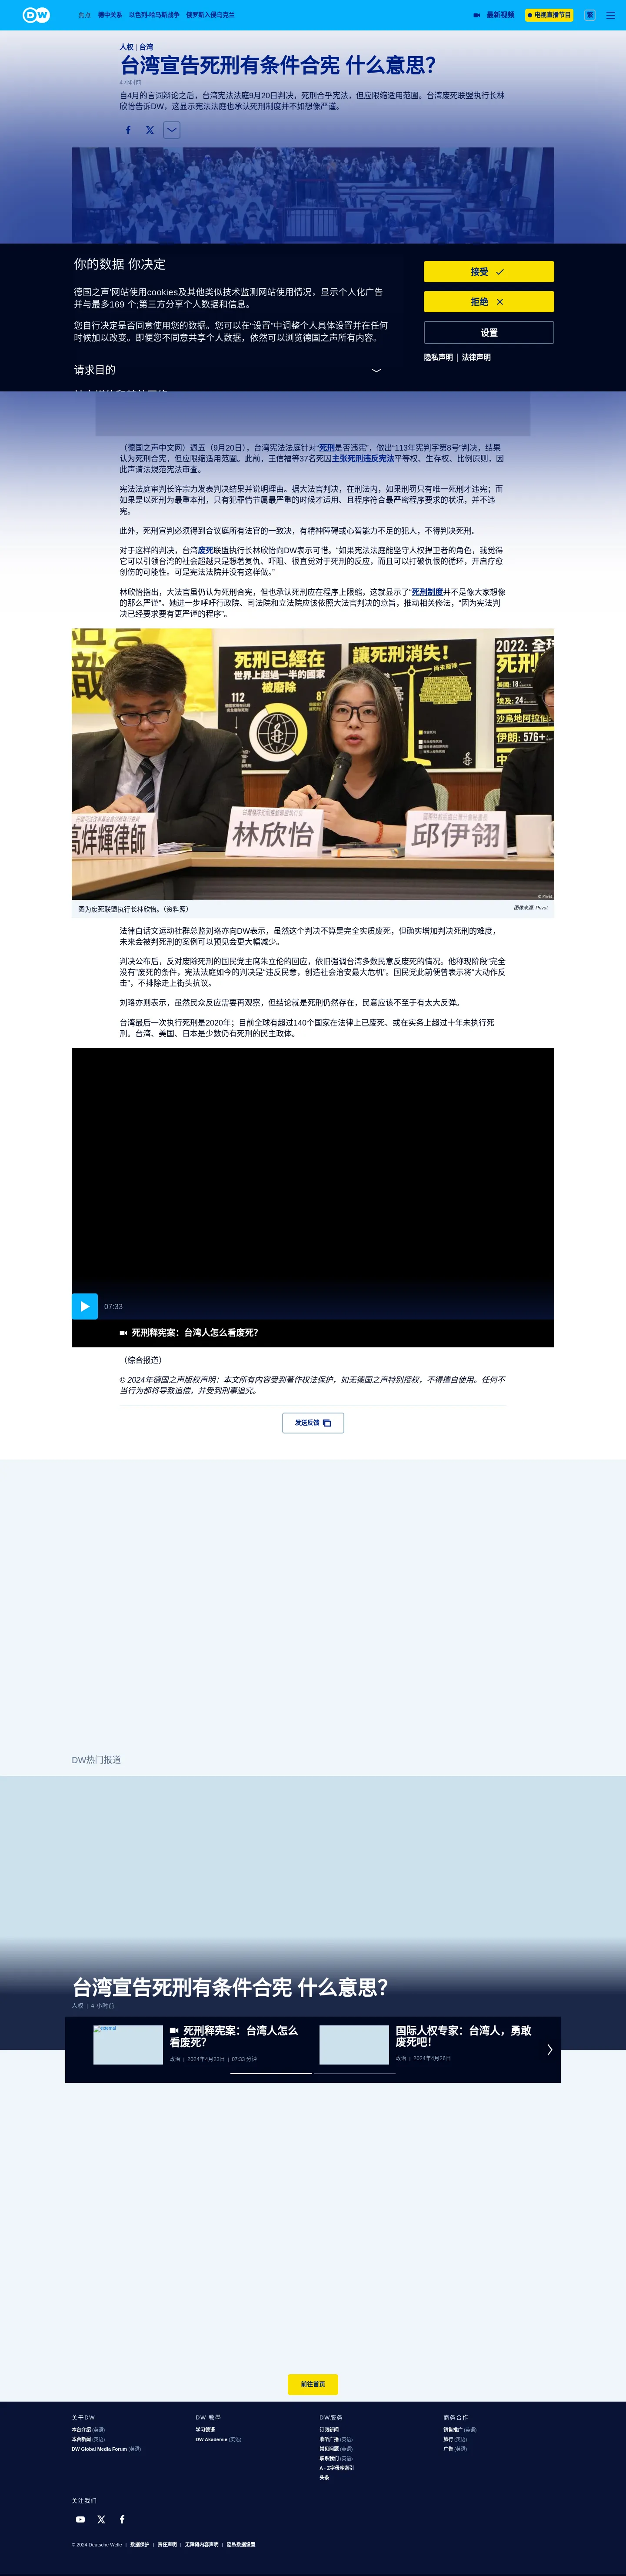 DW
焦点 德中关系 以色列-哈马斯战争 俄罗斯入侵乌克兰
最新视频 电视直播节目 繁
人权 | 台湾
台湾宣告死刑有条件合宪 什么意思？
4 小时前
自4月的言词辩论之后，台湾宪法法庭9月20日判决，死刑合乎宪法，但应限缩适用范围。台湾废死联盟执行长林
欣怡告诉DW，这显示宪法法庭也承认死刑制度并不如想像严谨。
你的数据 你决定
德国之声'网站使用cookies及其他类似技术监测网站使用情况，显示个人化广告
并与最多169 个;第三方分享个人数据和信息。
您自行决定是否同意使用您的数据。您可以在"设置"中调整个人具体设置并在任何
时候加以改变。即便您不同意共享个人数据，依然可以浏览德国之声所有内容。
请求目的
接受
拒绝
设置
隐私声明 | 法律声明
（德国之声中文网）週五（9月20日），台湾宪法法庭针对"死刑是否违宪"，做出"113年宪判字第8号"判决，结果
认为死刑合宪，但应限缩适用范围。此前，王信福等37名死囚主张死刑违反宪法平等权、生存权、比例原则，因
此声请法规范宪法审查。
宪法法庭审判长许宗力发表判决结果并说明理由。据大法官判决，在刑法内，如果刑罚只有唯一死刑才违宪；而
如果是以死刑为最重本刑，只有犯罪情节属最严重的时候才适用、且程序符合最严密程序要求的状况，并不违
宪。
此外，死刑宣判必须得到合议庭所有法官的一致决，有精神障碍或心智能力不足的犯人，不得判决死刑。
对于这样的判决，台湾废死联盟执行长林欣怡向DW表示可惜。"如果宪法法庭能坚守人权捍卫者的角色，我觉得
它可以引领台湾的社会超越只是想著复仇、吓阻、很直觉对于死刑的反应，而且可以打破仇恨的循环，开启疗愈
创伤的可能性。可是宪法法院并没有这样做。"
林欣怡指出，大法官虽仍认为死刑合宪，但也承认死刑应在程序上限缩，这就显示了"死刑制度并不是像大家想像
的那么严谨"。她进一步呼吁行政院、司法院和立法院应该依照大法官判决的意旨，推动相关修法，"因为宪法判
决已经要求要有更严谨的程序"。
死刑已經在
世界上超過一半的國家
被廢除
讓死刑消失！
2022: 全球
死刑
美國:18
埃及:24
沙烏地阿拉伯:
伊朗: 576+
高烊輝律師
林欣怡
邱伊翎
© Privat
图为废死联盟执行长林欣怡。（资料照）
图像来源: Privat
法律白话文运动社群总监刘珞亦向DW表示，虽然这个判决不算是完全实质废死，但确实增加判决死刑的难度，
未来会被判死刑的案例可以预见会更大幅减少。
判决公布后，反对废除死刑的国民党主席朱立伦的回应，依旧强调台湾多数民意反废死的情况。他称现阶段"完全
没有"废死的条件，宪法法庭如今的判决是"违反民意，创造社会治安最大危机"。国民党此前便曾表示将"大动作反
击"，不排除走上街头抗议。
刘珞亦则表示，虽然民众反应需要再观察，但结论就是死刑仍然存在，民意应该不至于有太大反弹。
台湾最后一次执行死刑是2020年；目前全球有超过140个国家在法律上已废死、或在实务上超过十年未执行死
刑。台湾、美国、日本是少数仍有死刑的民主政体。
07:33
死刑释宪案：台湾人怎么看废死？
（综合报道）
© 2024年德国之声版权声明：本文所有内容受到著作权法保护，如无德国之声特别授权，不得擅自使用。任何不
当行为都将导致追偿，并受到刑事追究。
发送反馈
DW热门报道
台湾宣告死刑有条件合宪 什么意思？
人权 | 4 小时前
External
死刑释宪案：台湾人怎么
看废死？
政治 | 2024年4月23日 | 07:33 分钟
国际人权专家：台湾人，勇敢
废死吧！
政治 | 2024年4月26日
前往首页
关于DW
本台介绍 (英语)
本台新闻 (英语)
DW Global Media Forum (英语)
DW 教学
学习德语
DW Akademie (英语)
DW服务
订阅新闻
收听广播 (英语)
常见问题 (英语)
联系我们 (英语)
A - Z字母序索引
头条
商务合作
销售推广 (英语)
旅行 (英语)
广告 (英语)
关注我们
© 2024 Deutsche Welle | 数据保护 | 责任声明 | 无障碍内容声明 | 隐私数据设置